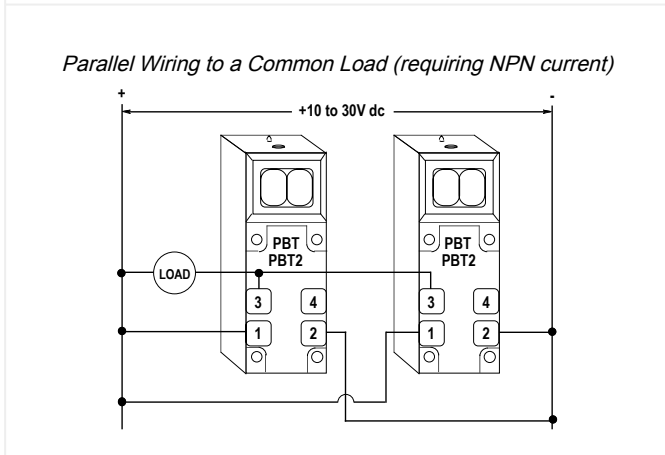 Parallel Wiring to a Common Load (requiring NPN current)
+ -
+10 to 30V dc
PBT
PBT2
PBT
PBT2
LOAD
3 4
3 4
1 2
1 2